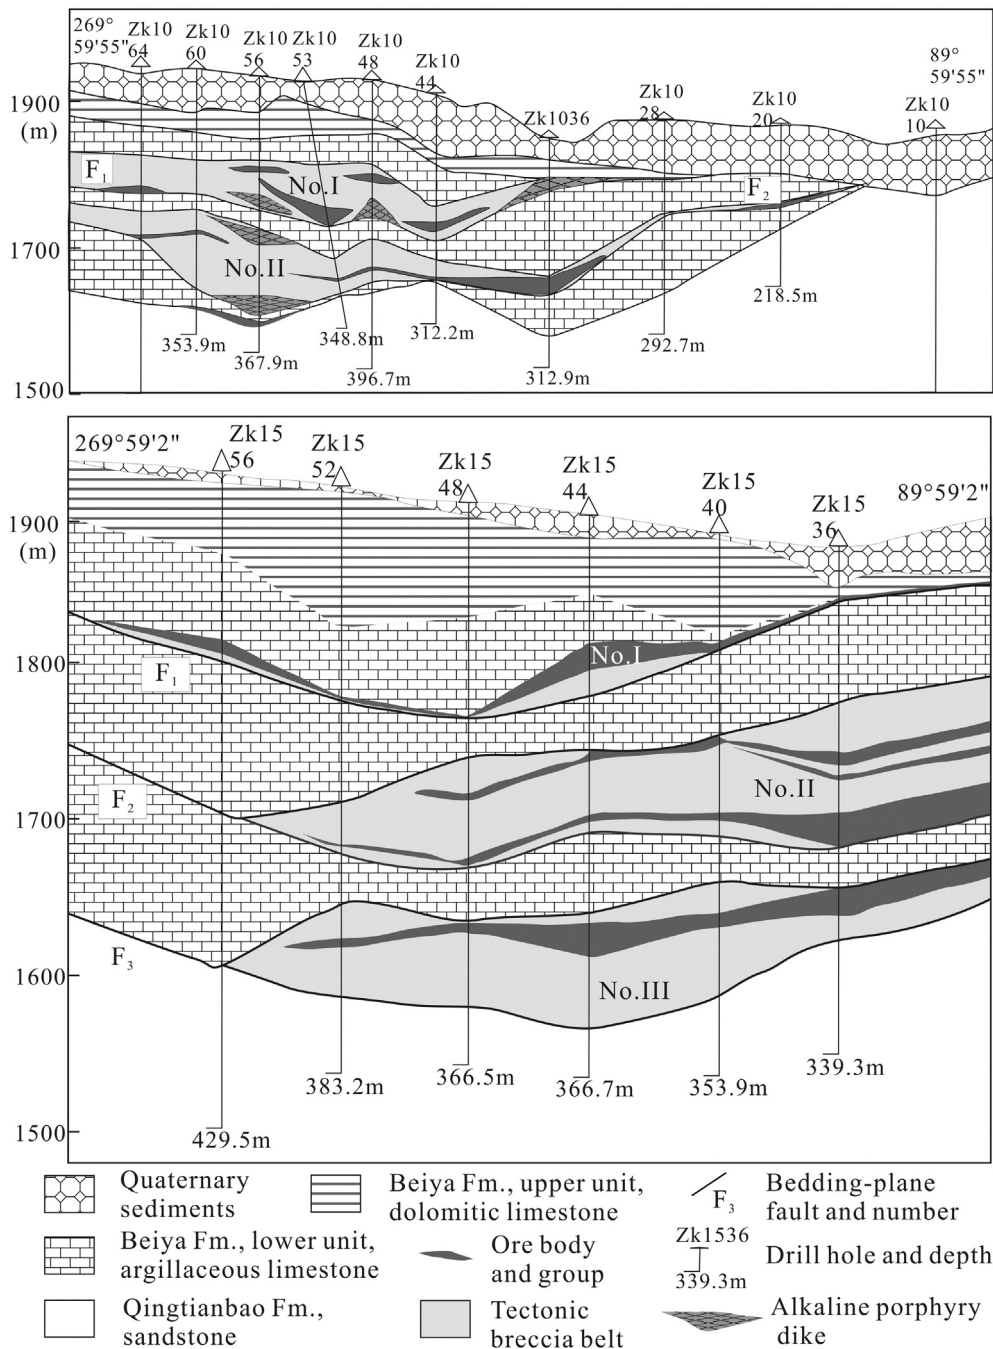 269°
59'55"
Zk10
64
Zk10
60
Zk10
56
Zk10
53
Zk10
48
Zk10
44
Zk1036
Zk10
28
Zk10
20
Zk10
10
89°
59'55"
1900
(m)
F1
No.I
F2
1700
No.II
353.9m
367.9m
348.8m
396.7m
312.2m
312.9m
292.7m
218.5m
1500
269°59'2"
Zk15
56
Zk15
52
Zk15
48
Zk15
44
Zk15
40
Zk15
36
89°59'2"
1900
(m)
1800
F1
No.I
F2
1700
No.II
F3
1600
No.III
1500
429.5m
383.2m
366.5m
366.7m
353.9m
339.3m
Quaternary
sediments
Beiya Fm., upper unit,
dolomitic limestone
F3
Bedding-plane
fault and number
Beiya Fm., lower unit,
argillaceous limestone
Ore body
and group
Zk1536
339.3m
Drill hole and depth
Qingtianbao Fm.,
sandstone
Tectonic
breccia belt
Alkaline porphyry
dike